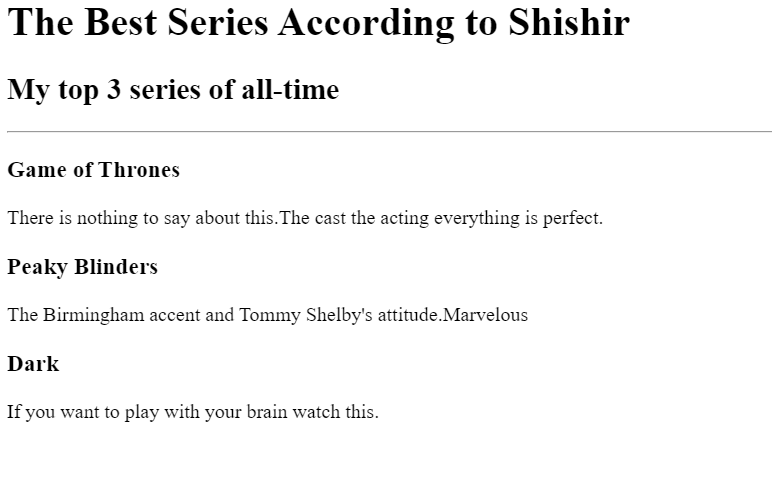 The Best Series According to Shishir
My top 3 series of all-time
Game of Thrones
There is nothing to say about this.The cast the acting everything is perfect.
Peaky Blinders
The Birmingham accent and Tommy Shelby's attitude.Marvelous
Dark
If you want to play with your brain watch this.